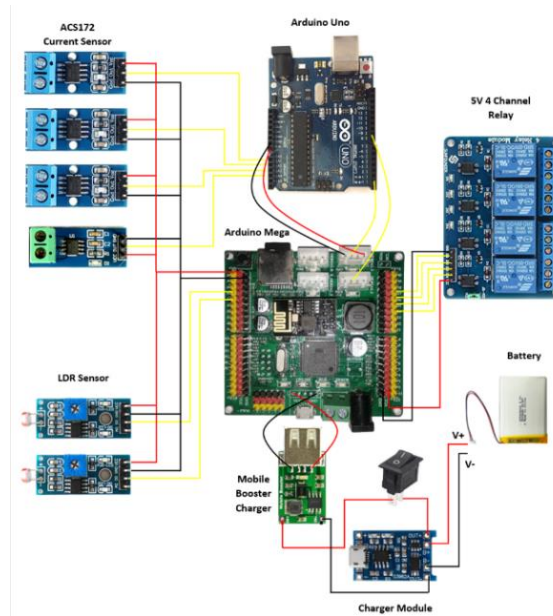 ACS172
Current Sensor
Arduino Uno
5V 4 Channel
Relay
Arduino Mega
LDR Sensor
Battery
V+
V-
Mobile
Booster
Charger
Charger Module